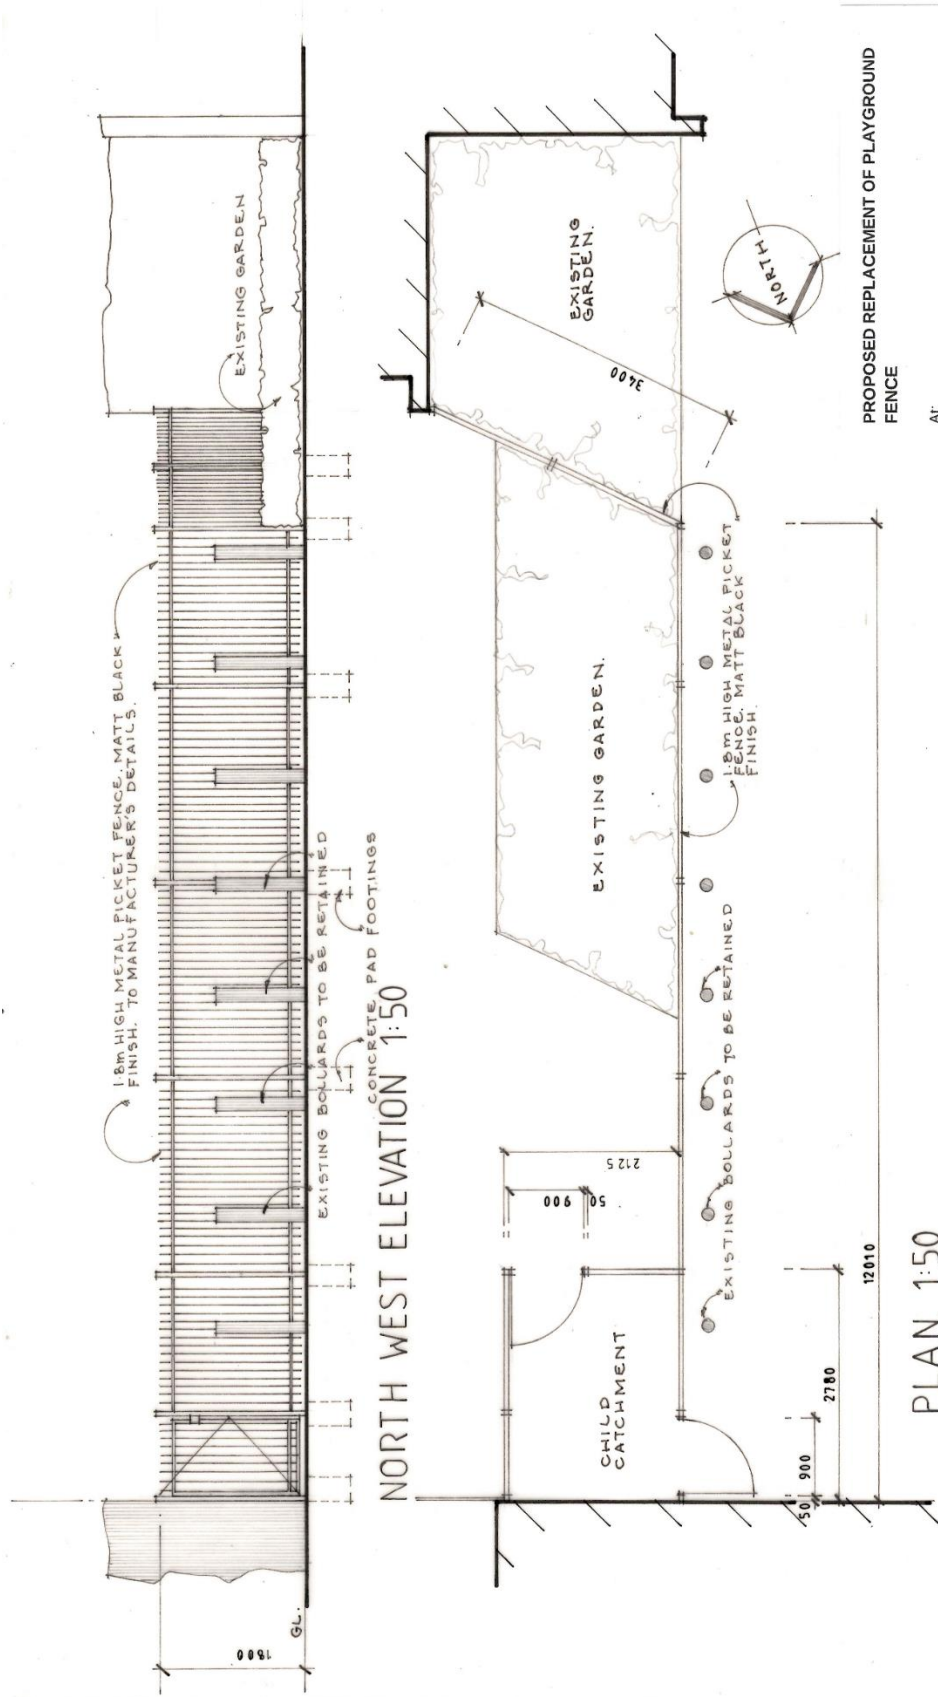 1.8m HIGH METAL PICKET FENCE. MATT BLACK
FINISH. TO MANUFACTURER'S DETAILS.
EXISTING GARDEN
1800
GL.
EXISTING BOLLARDS TO BE RETAINED
CONCRETE PAD FOOTINGS
NORTH WEST ELEVATION 1:50
EXISTING
GARDEN.
3400
EXISTING GARDEN.
2125
900
50
CHILD
CATCHMENT
1.8m HIGH METAL PICKET
FENCE. MATT BLACK
FINISH.
EXISTING BOLLARDS TO BE RETAINED
50
900
2780
12010
PLAN 1:50
NORTH
PROPOSED REPLACEMENT OF PLAYGROUND
FENCE
At: